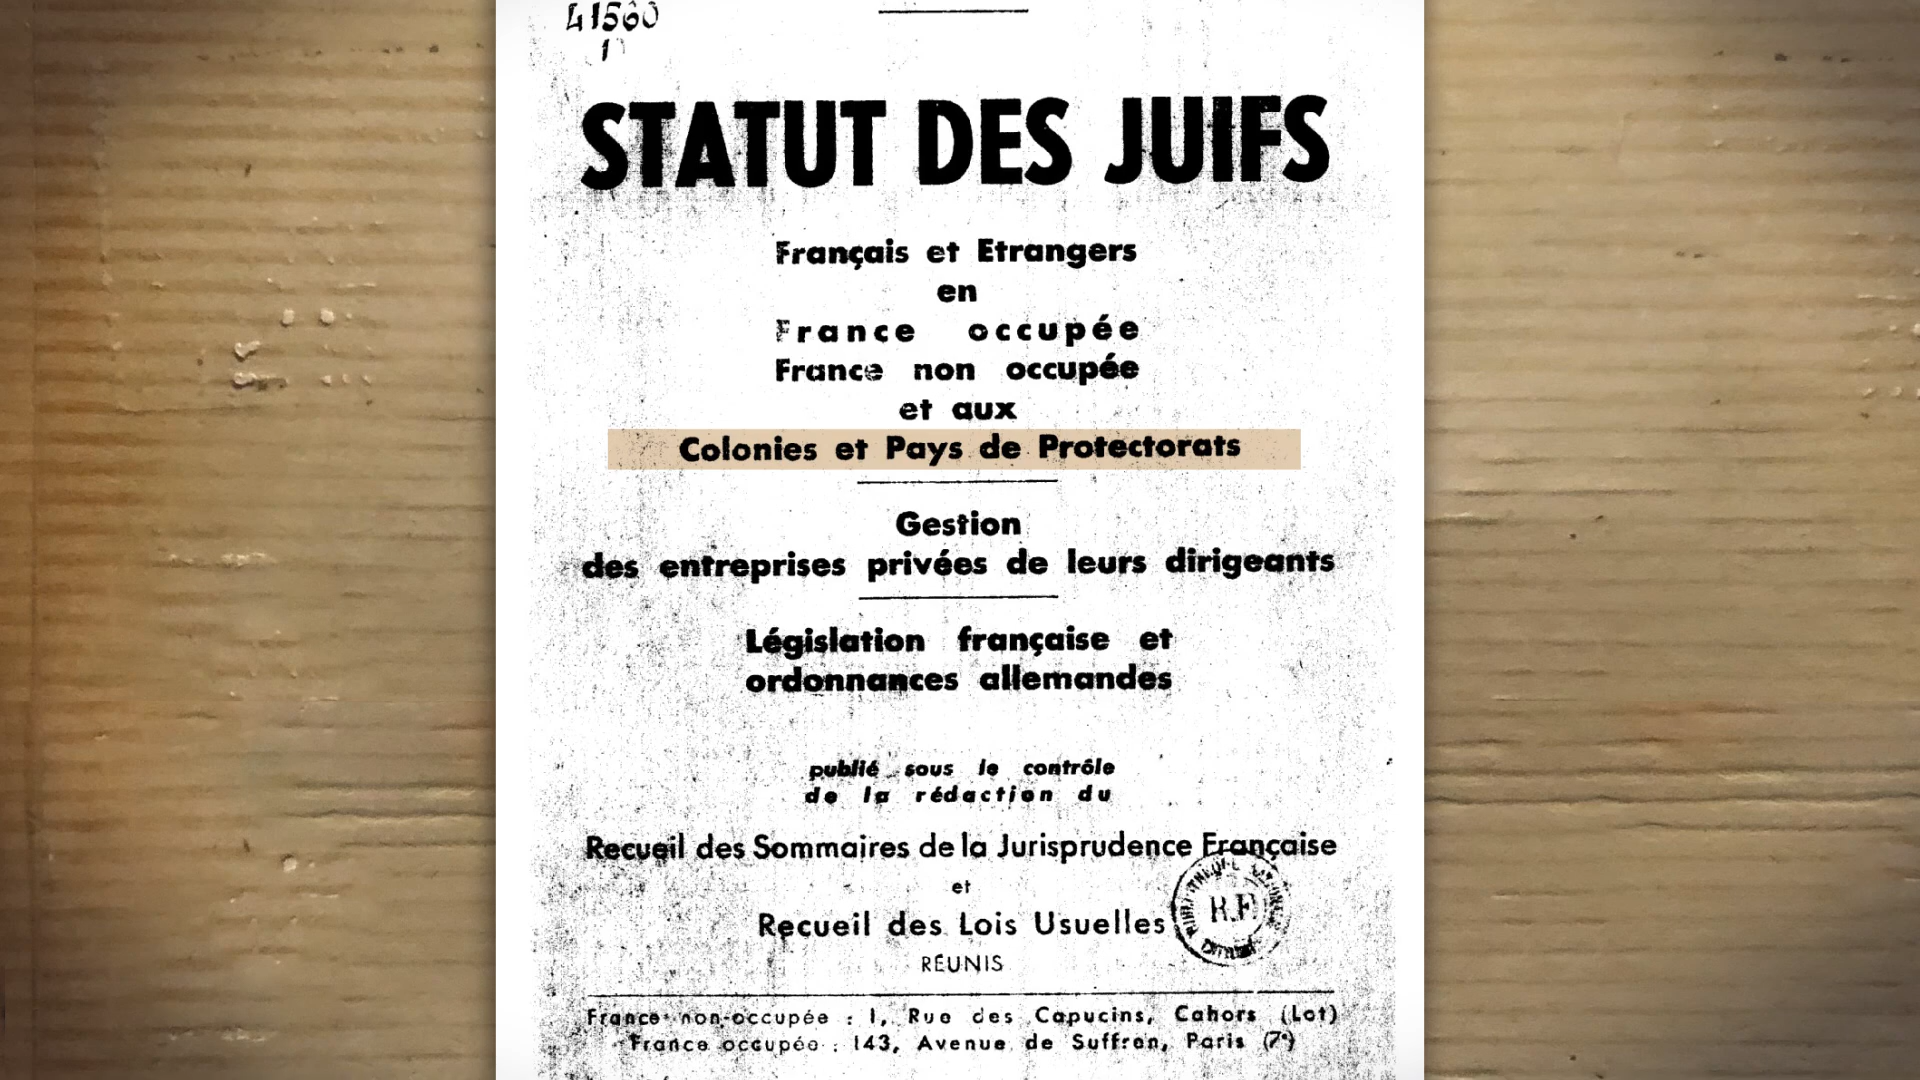 41560
1
STATUT DES JUIFS
Français et Etrangers
en
France occupée
France non occupée
et aux
Colonies et Pays de Protectorats
Gestion
des entreprises privées de leurs dirigeants
Législation française et
ordonnances allemandes
publié sous le contrôle
de la rédaction du
Recueil des Sommaires de la Jurisprudence Française
et
Recueil des Lois Usuelles
R.F
RÉUNIS
France non-occupée : 1, Rue des Capucins, Cahors (Lot)
France occupée : 143, Avenue de Suffren, Paris (7e)